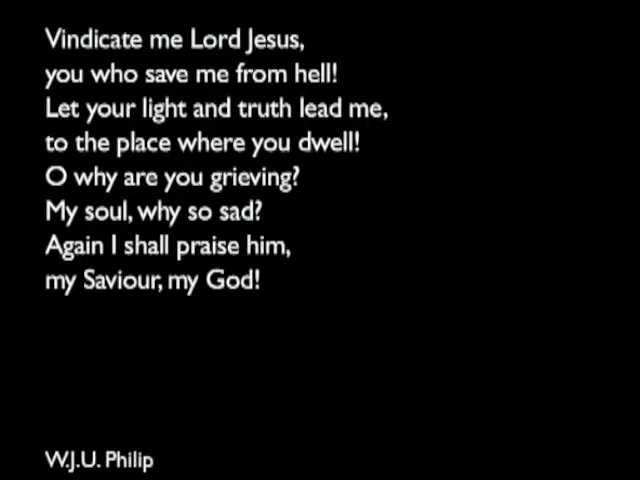 Vindicate me Lord Jesus,
you who save me from hell!
Let your light and truth lead me,
to the place where you dwell!
O why are you grieving?
My soul, why so sad?
Again I shall praise him,
my Saviour, my God!
W.J.U. Philip